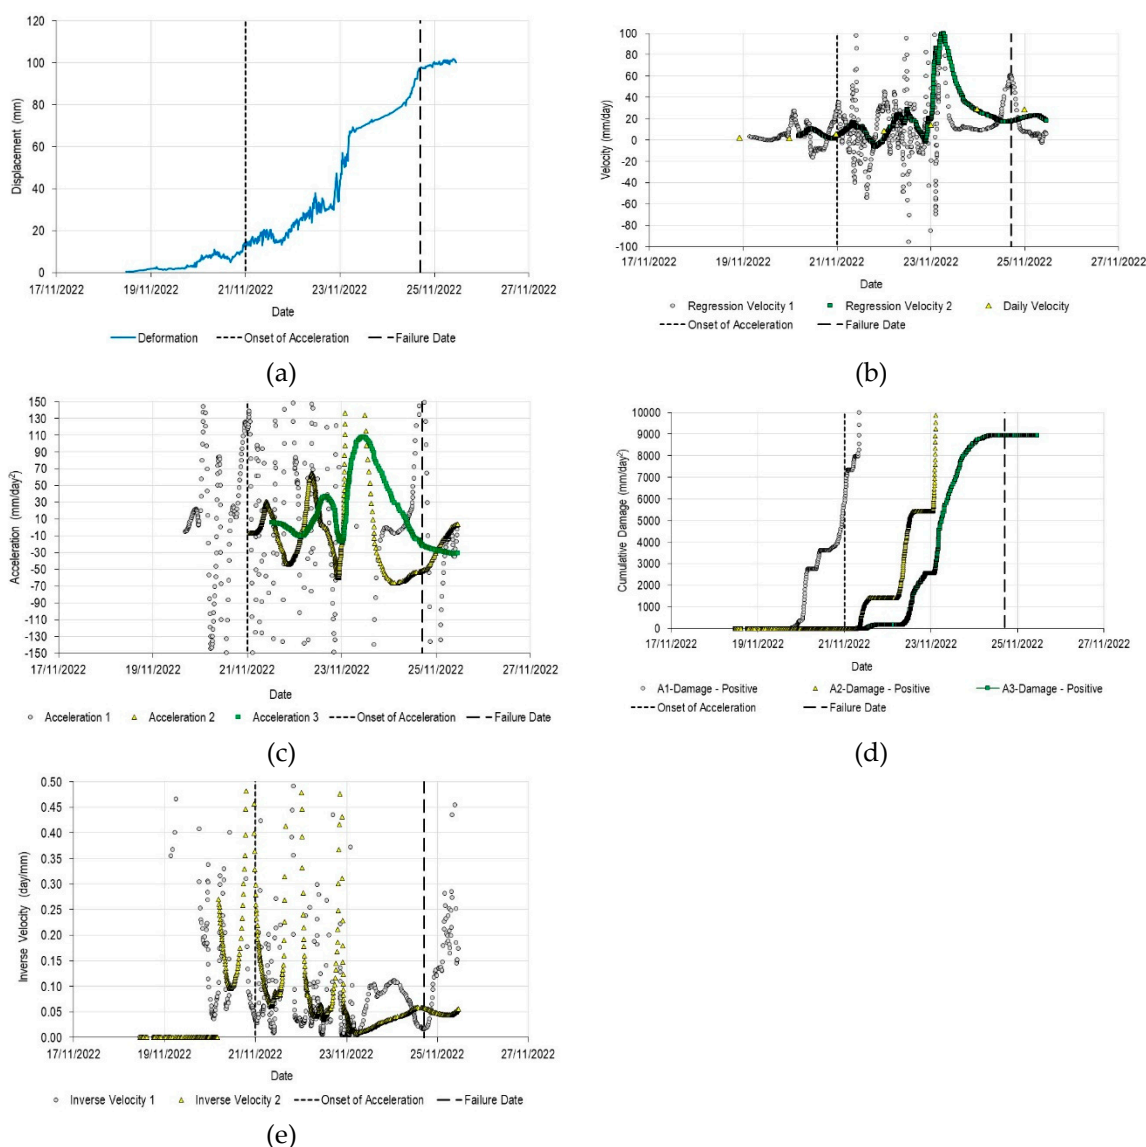 120
100
80
60
40
20
0
Displacement (mm)
17/11/2022 19/11/2022 21/11/2022 23/11/2022 25/11/2022 27/11/2022
Date
Deformation Onset of Acceleration Failure Date
(a)
100
80
60
40
20
0
-20
-40
-60
-80
-100
Velocity (mm/day)
17/11/2022 19/11/2022 21/11/2022 23/11/2022 25/11/2022 27/11/2022
Date
Regression Velocity 1 Regression Velocity 2 Daily Velocity
Onset of Acceleration Failure Date
(b)
150
130
110
90
70
50
30
10
-10
-30
-50
-70
-90
-110
-130
-150
Acceleration (mm/day²)
17/11/2022 19/11/2022 21/11/2022 23/11/2022 25/11/2022 27/11/2022
Date
Acceleration 1 Acceleration 2 Acceleration 3 Onset of Acceleration Failure Date
(c)
10000
9000
8000
7000
6000
5000
4000
3000
2000
1000
0
Cumulative Damage (mm/day²)
17/11/2022 19/11/2022 21/11/2022 23/11/2022 25/11/2022 27/11/2022
Date
A1-Damage - Positive A2-Damage - Positive A3-Damage - Positive
Onset of Acceleration Failure Date
(d)
0.50
0.45
0.40
0.35
0.30
0.25
0.20
0.15
0.10
0.05
0.00
Inverse Velocity (day/mm)
17/11/2022 19/11/2022 21/11/2022 23/11/2022 25/11/2022 27/11/2022
Date
Inverse Velocity 1 Inverse Velocity 2 Onset of Acceleration Failure Date
(e)